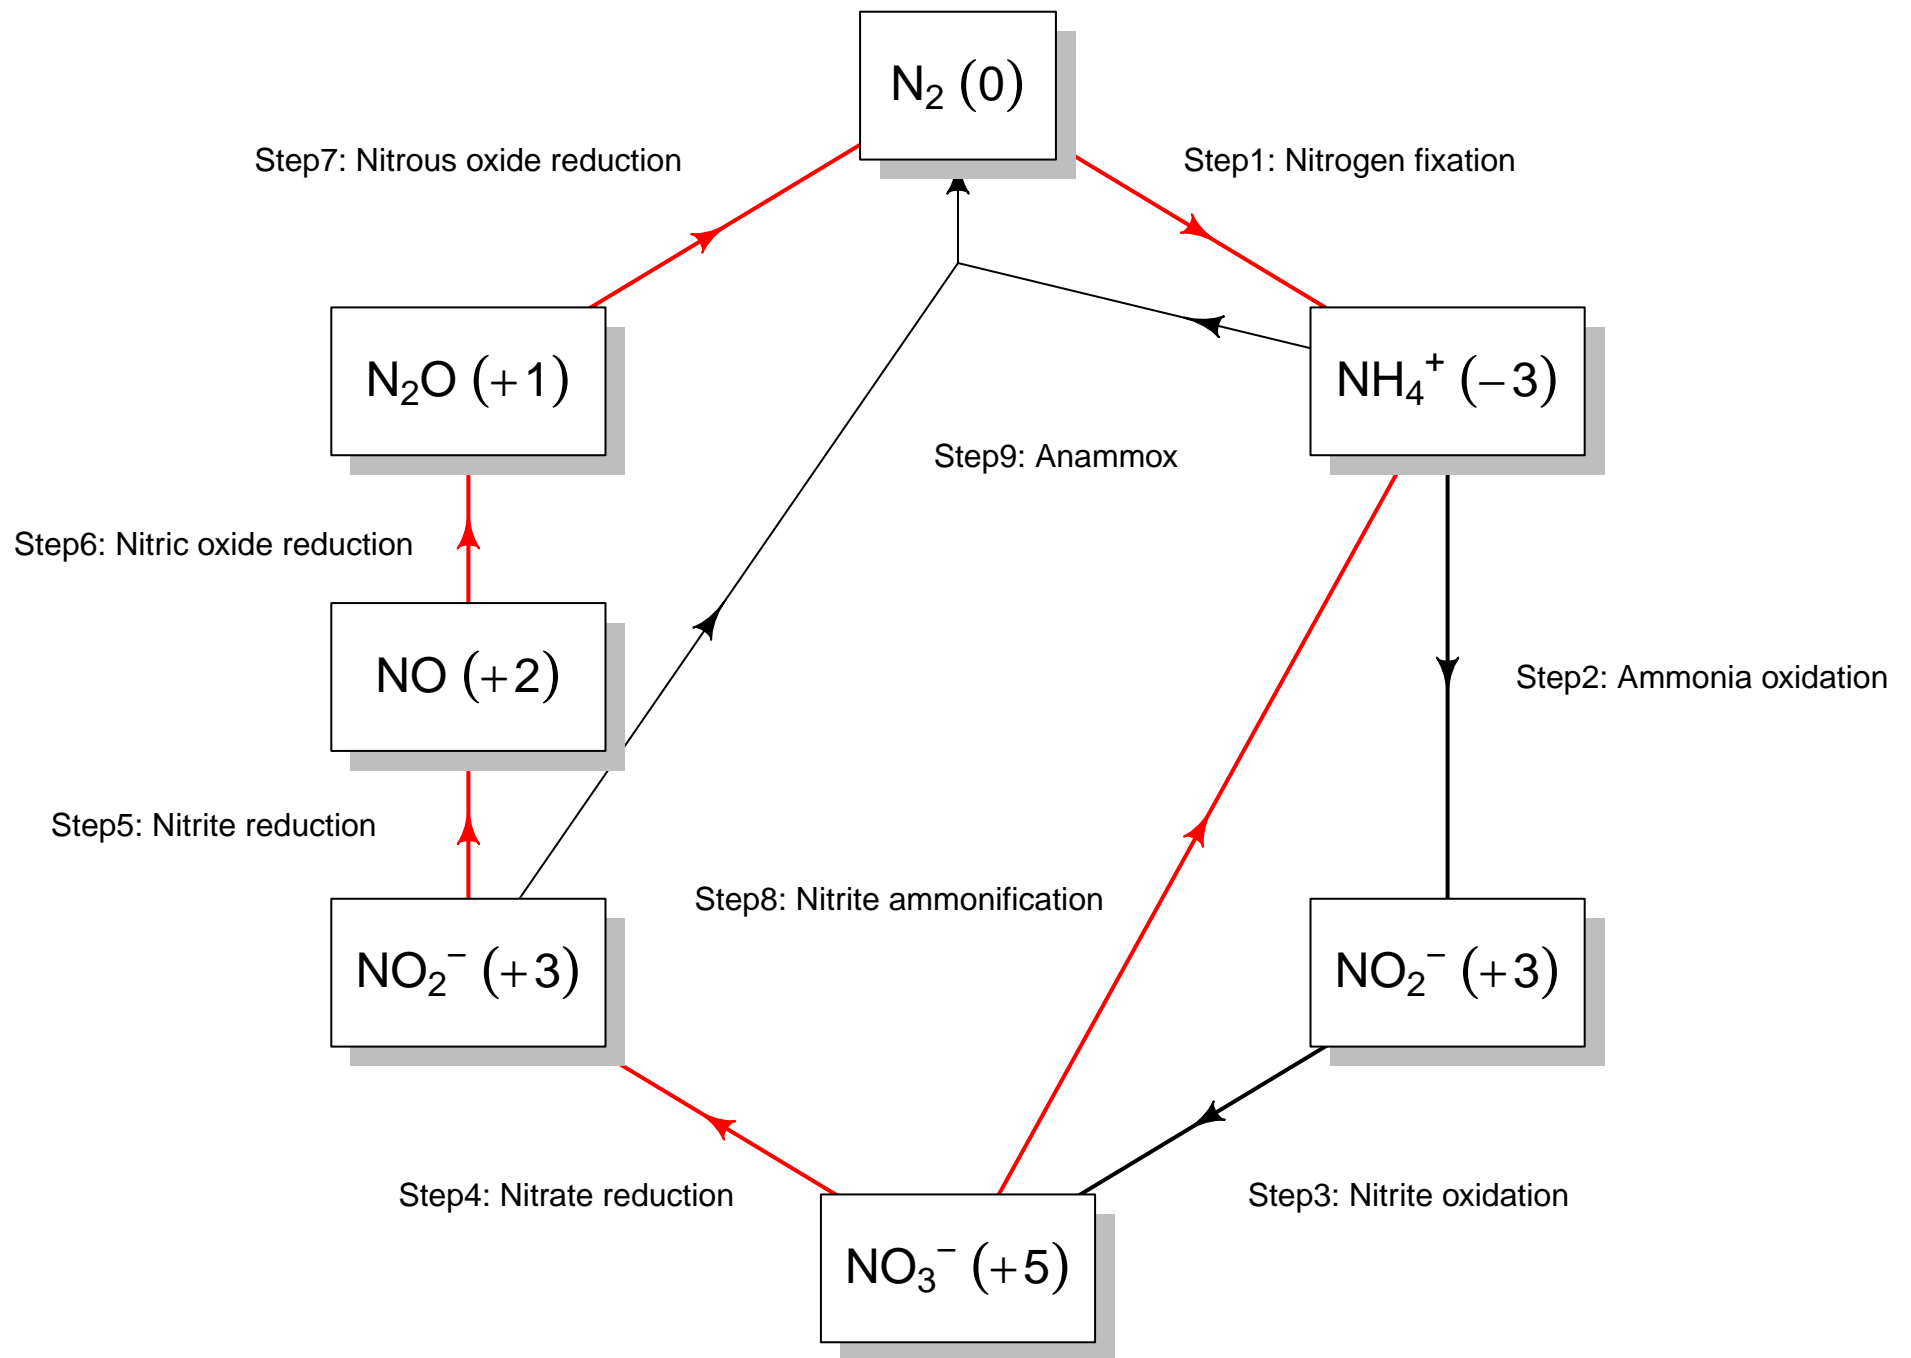 N₂ (0)
Step7: Nitrous oxide reduction
Step1: Nitrogen fixation
N₂O (+1)
NH₄⁺ (−3)
Step9: Anammox
Step6: Nitric oxide reduction
NO (+2)
Step2: Ammonia oxidation
Step5: Nitrite reduction
Step8: Nitrite ammonification
NO₂⁻ (+3)
NO₂⁻ (+3)
Step4: Nitrate reduction
Step3: Nitrite oxidation
NO₃⁻ (+5)